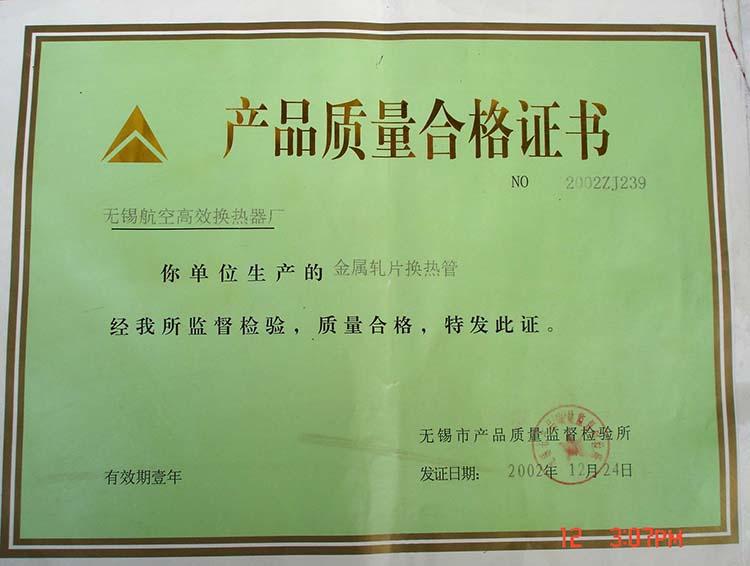 产品质量合格证书
NO 2002ZJ239
无锡航空高效换热器厂
你单位生产的 金属轧片换热管
经我所监督检验，质量合格，特发此证。
无锡市产品质量监督检验所
有效期壹年
发证日期：2002年12月24日
12 3:07PM